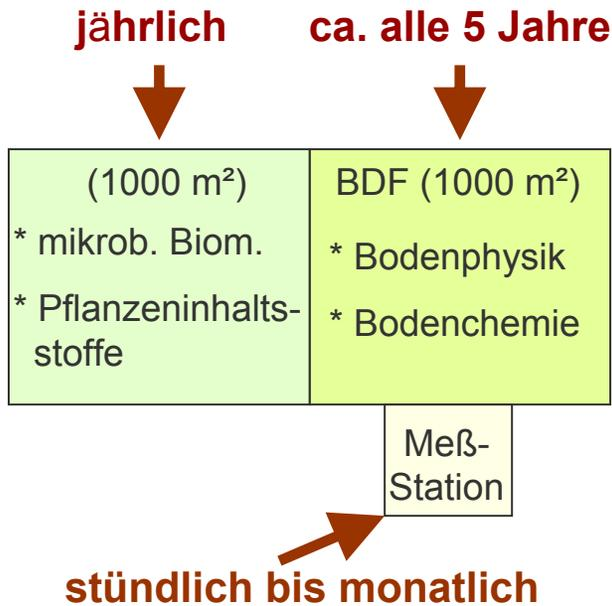 jährlich
ca. alle 5 Jahre
(1000 m²)
* mikrob. Biom.
* Pflanzeninhalts-
stoffe
BDF (1000 m²)
* Bodenphysik
* Bodenchemie
Meß-
Station
stündlich bis monatlich